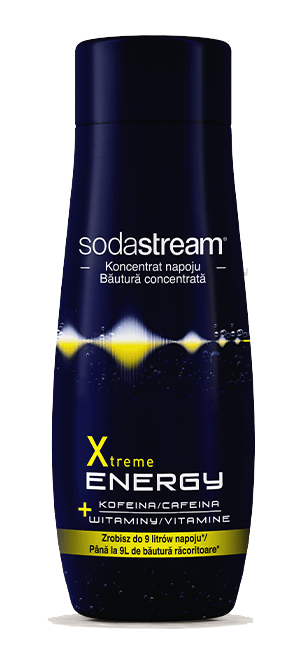 sodastream®
Koncentrat napoju
Băutură concentrată
Xtreme
ENERGY
+ KOFEINA/CAFEINA
WITAMINY/VITAMINE
Zrobisz do 9 litrów napoju*/
Până la 9L de băutură răcoritoare*